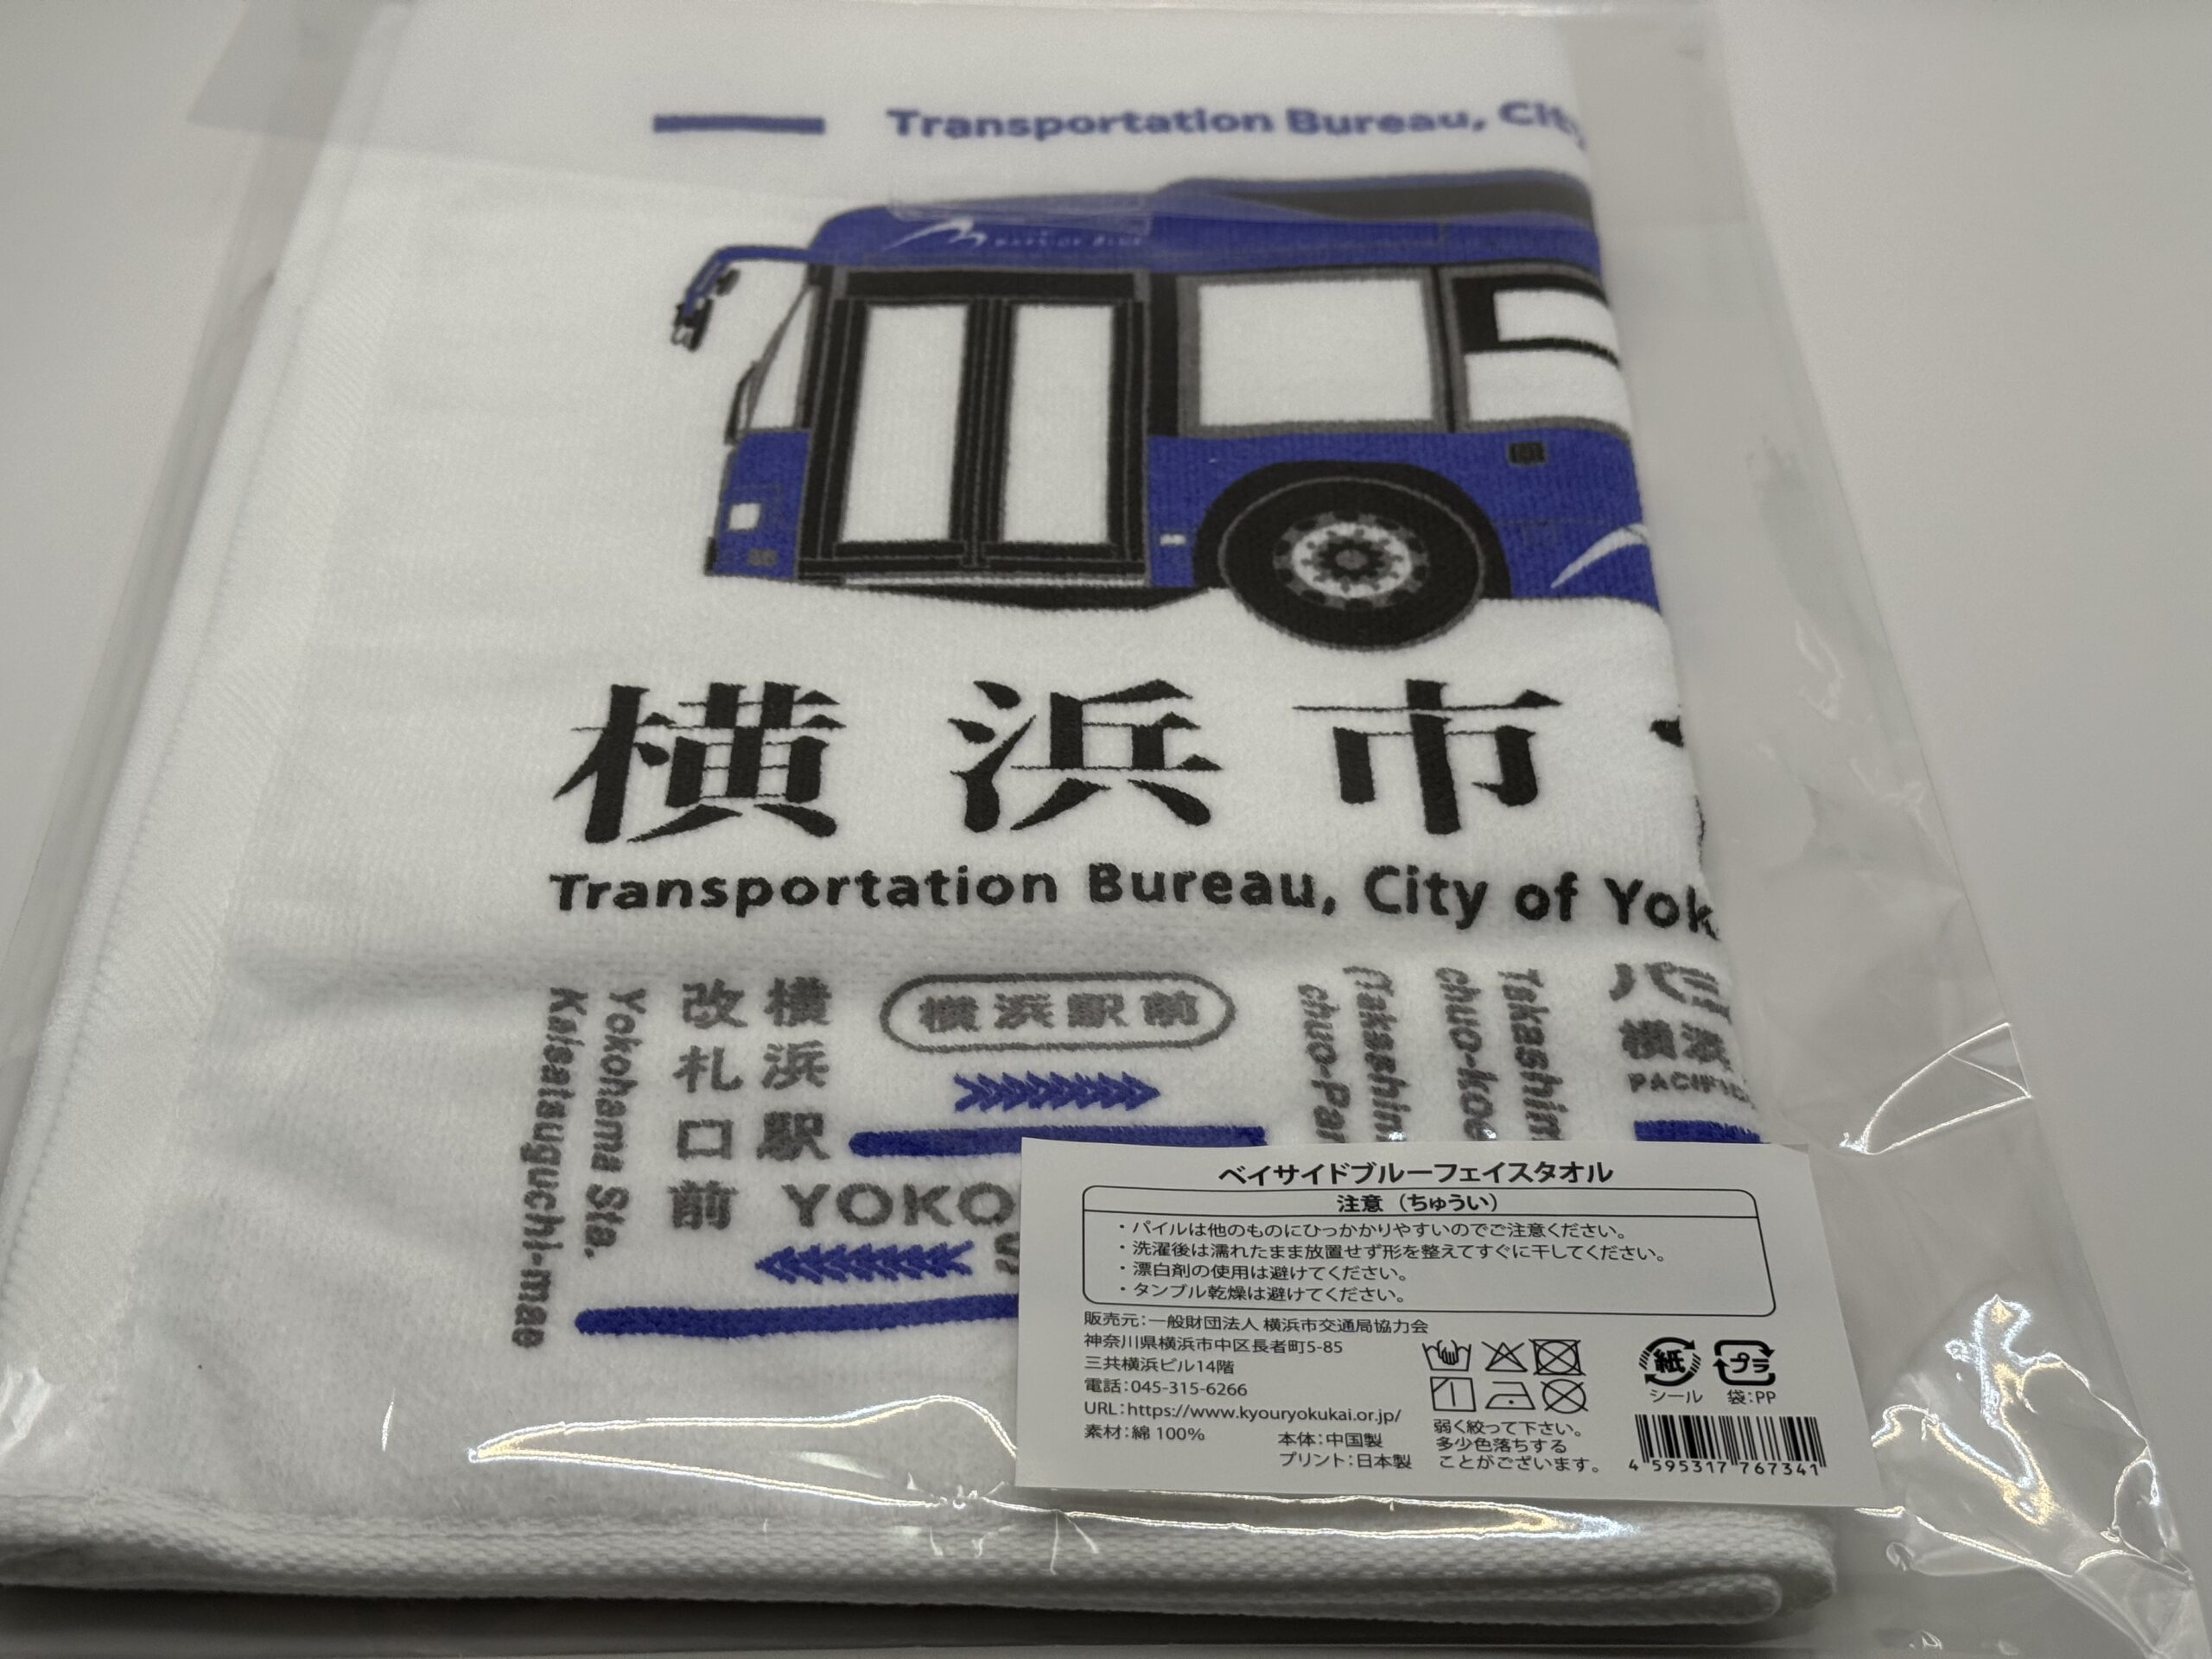 Transportation Bureau, City
BAYSIDE BLUE
横浜市
Transportation Bureau, City of Yok
横浜駅前
横浜駅
改札口前
Yokohama Sta.
Kaisatsuguchi-mae
YOKO
Takashim
chuo-koe
(Takashim
chuo-Par
パシ
横浜
PACIFIC
ベイサイドブルーフェイスタオル
注意(ちゅうい)
・パイルは他のものにひっかかりやすいのでご注意ください。
・洗濯後は濡れたまま放置せず形を整えてすぐに干してください。
・漂白剤の使用は避けてください。
・タンブル乾燥は避けてください。
販売元:一般財団法人 横浜市交通局協力会
神奈川県横浜市中区長者町5-85
三共横浜ビル14階
電話:045-315-6266
URL:https://www.kyouryokukai.or.jp/
素材:綿 100%
本体:中国製
プリント:日本製
弱く絞って下さい。
多少色落ちする
ことがございます。
紙
シール
プラ
袋:PP
4 595317 767341